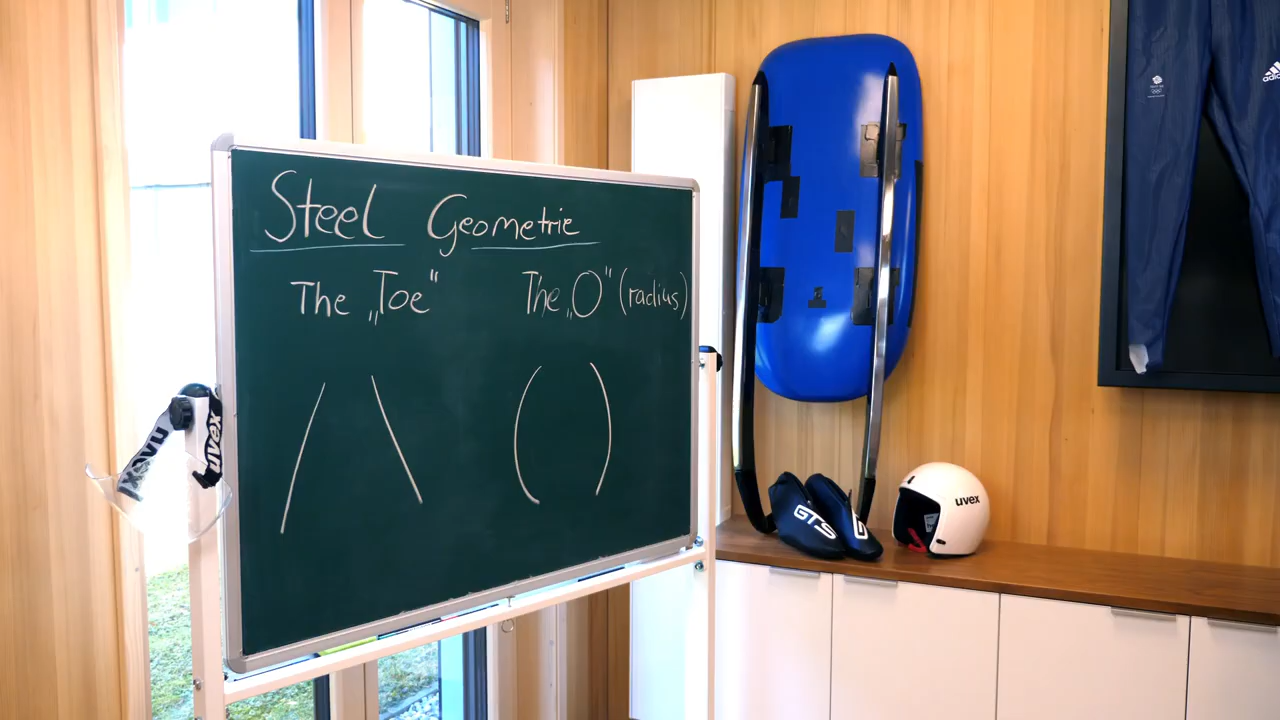 Steel Geometrie
The „Toe" The „O" (radius)
uvex
uvex
GTS
G
uvex